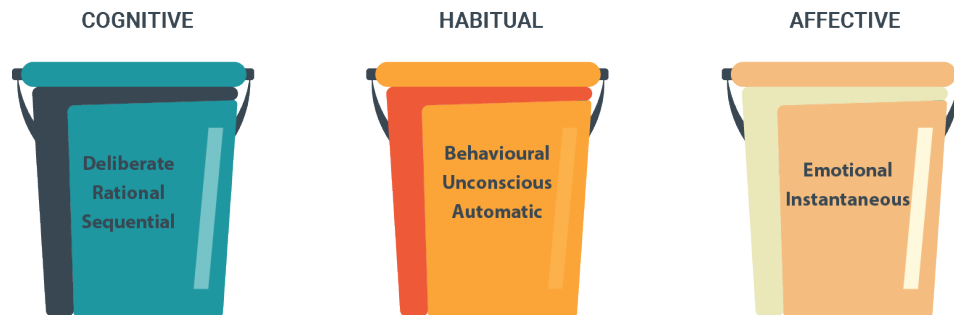 COGNITIVE
Deliberate
Rational
Sequential
HABITUAL
Behavioural
Unconscious
Automatic
AFFECTIVE
Emotional
Instantaneous